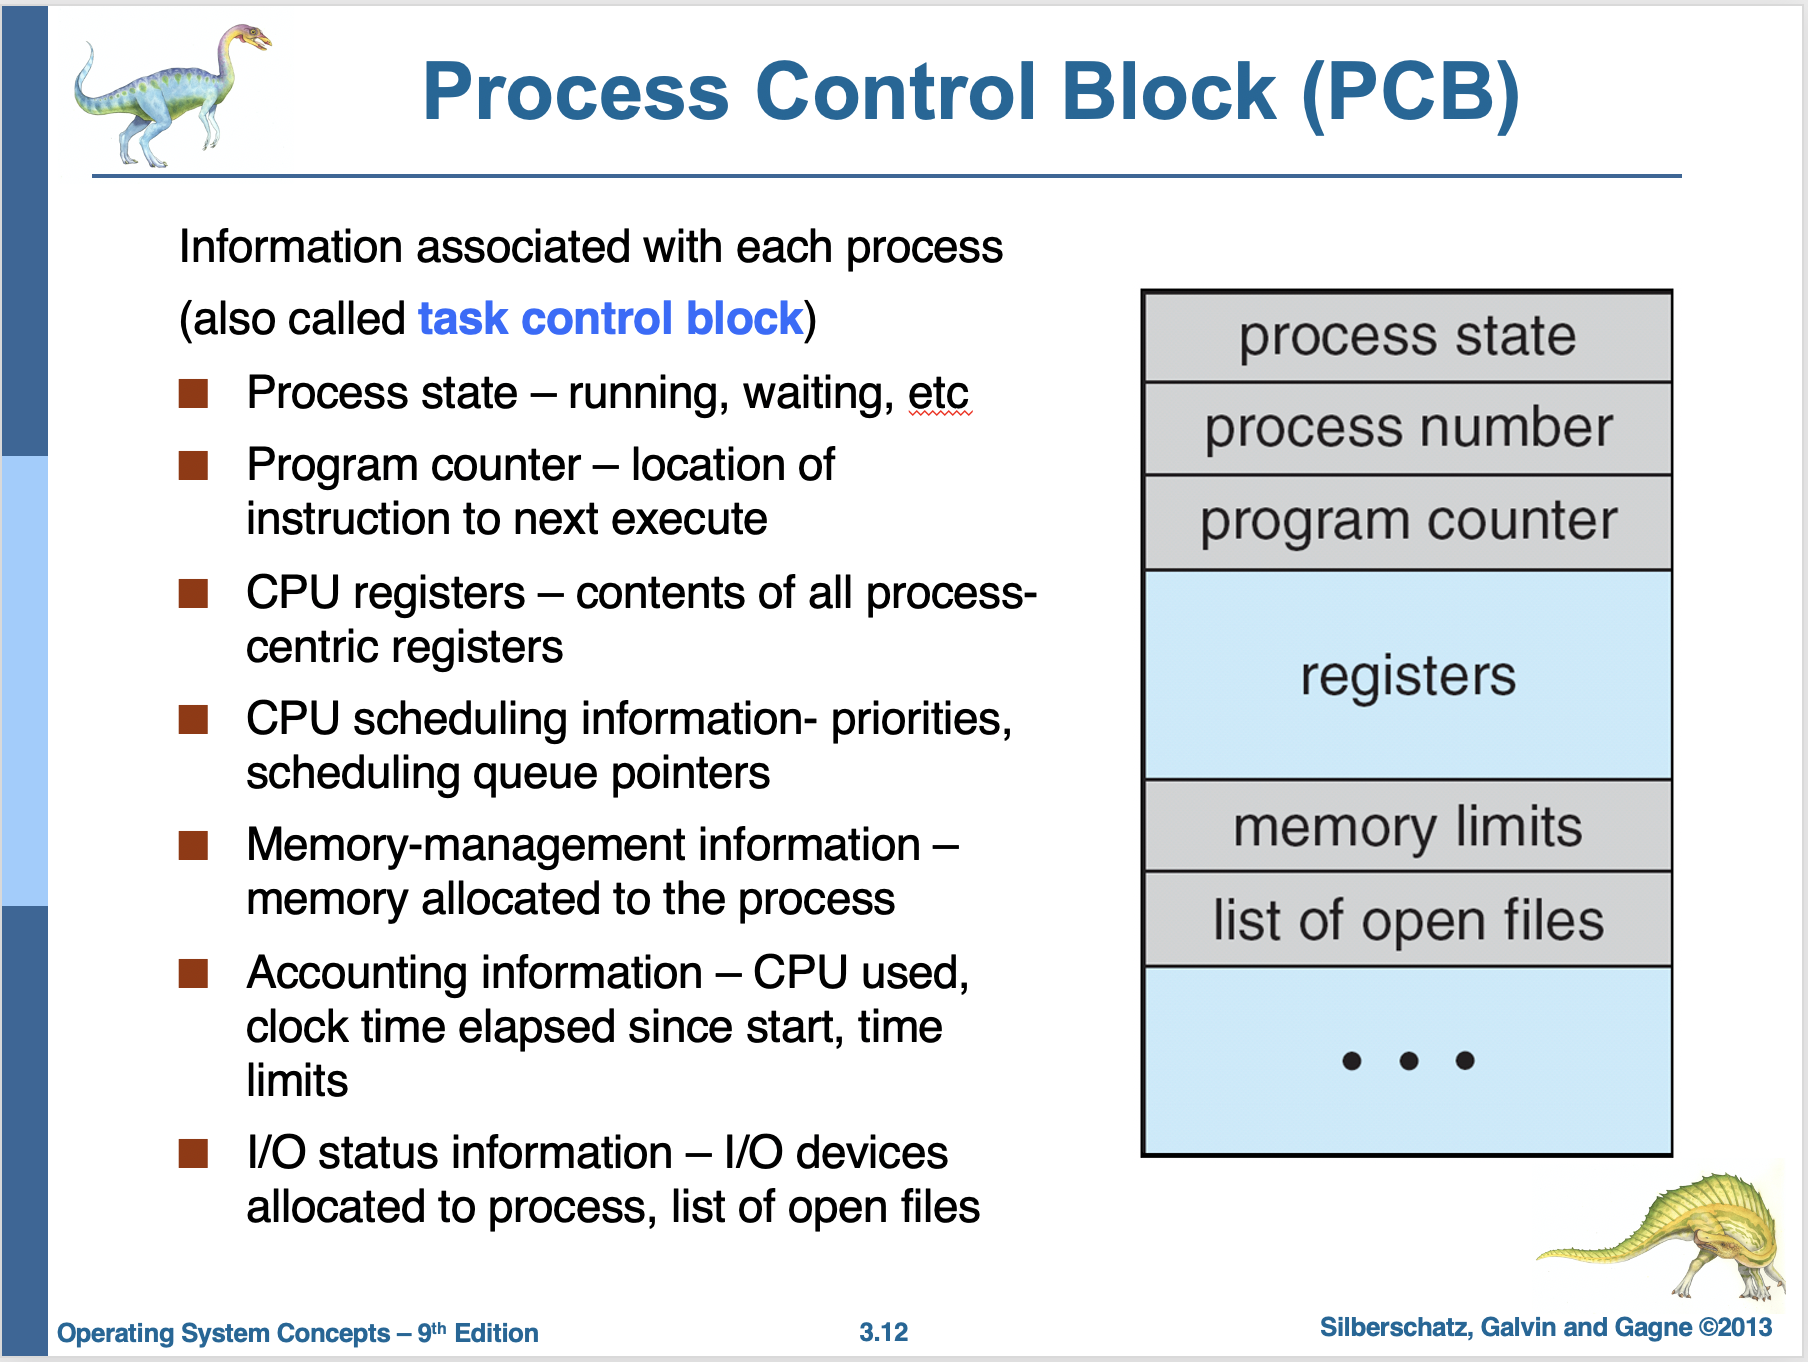 Process Control Block (PCB)
Information associated with each process
(also called task control block)
Process state – running, waiting, etc
Program counter – location of
instruction to next execute
CPU registers – contents of all process-
centric registers
CPU scheduling information- priorities,
scheduling queue pointers
Memory-management information –
memory allocated to the process
Accounting information – CPU used,
clock time elapsed since start, time
limits
I/O status information – I/O devices
allocated to process, list of open files
process state
process number
program counter
registers
memory limits
list of open files
• • •
Operating System Concepts – 9th Edition
3.12
Silberschatz, Galvin and Gagne ©2013